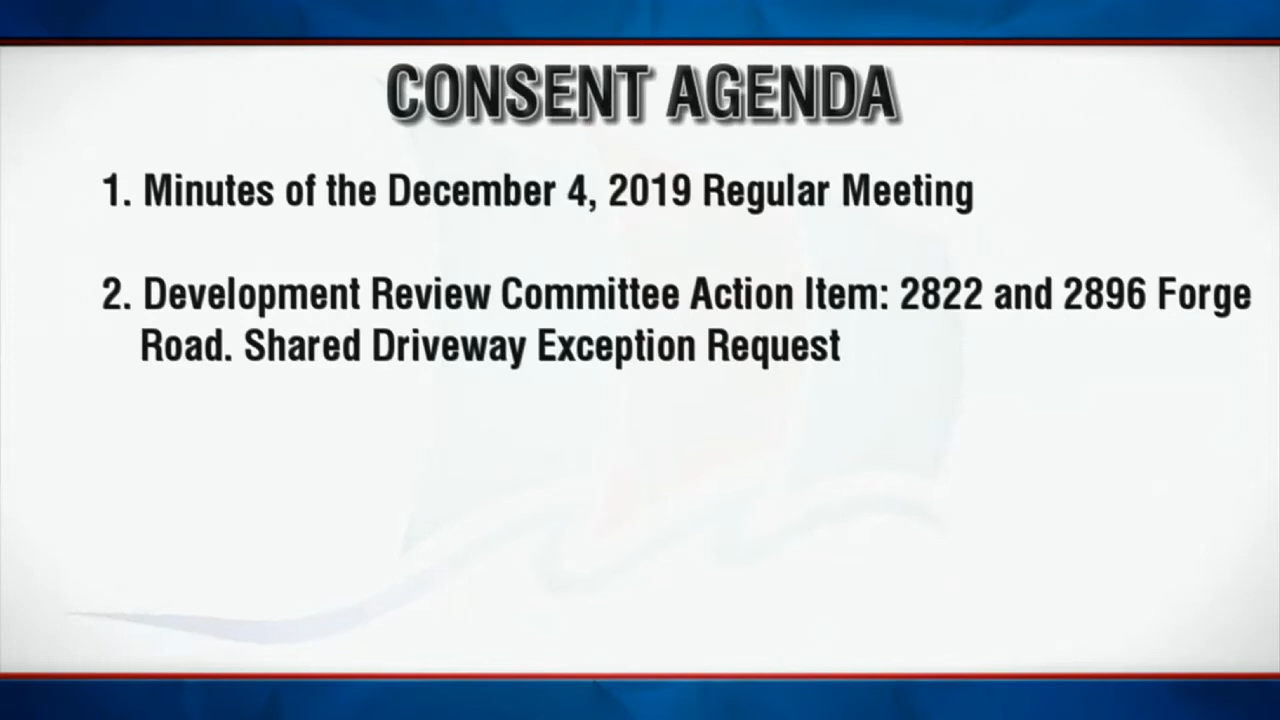 CONSENT AGENDA
1. Minutes of the December 4, 2019 Regular Meeting
2. Development Review Committee Action Item: 2822 and 2896 Forge
Road. Shared Driveway Exception Request